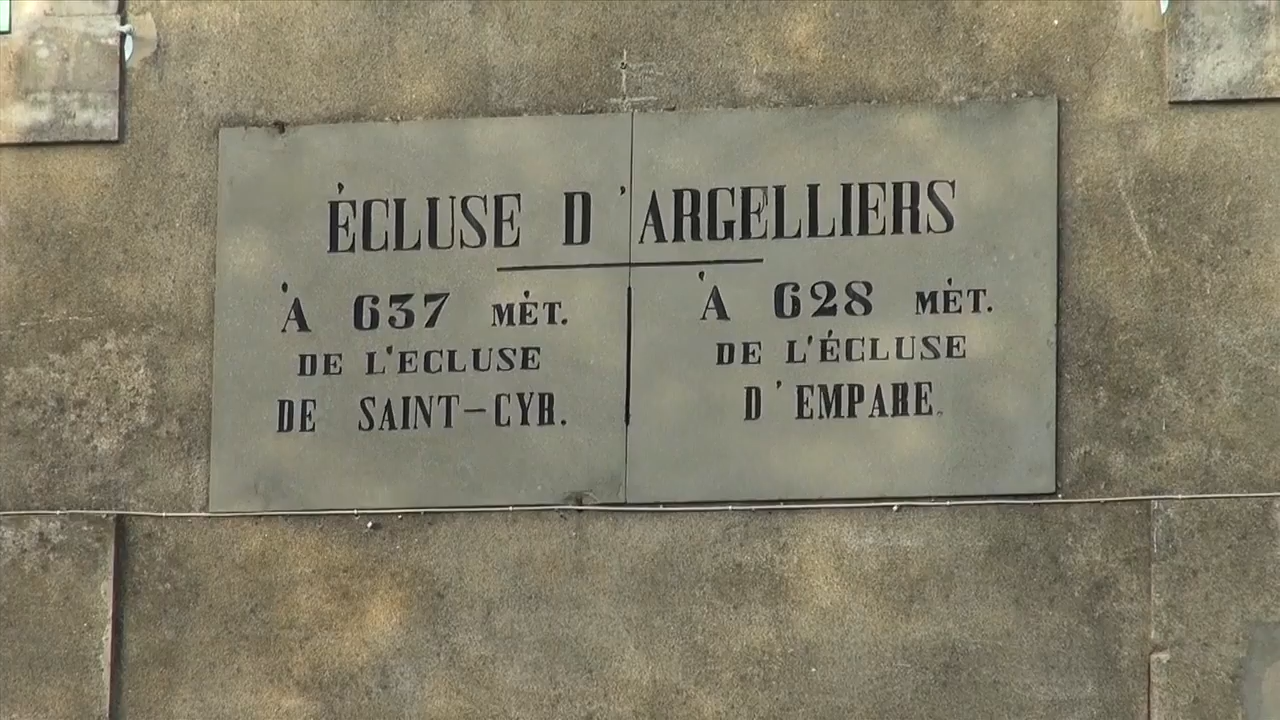 ÉCLUSE D'ARGELLIERS
À 637 MÈT.
DE L'ECLUSE
DE SAINT-CYR.
À 628 MÈT.
DE L'ÉCLUSE
D'EMPARE.